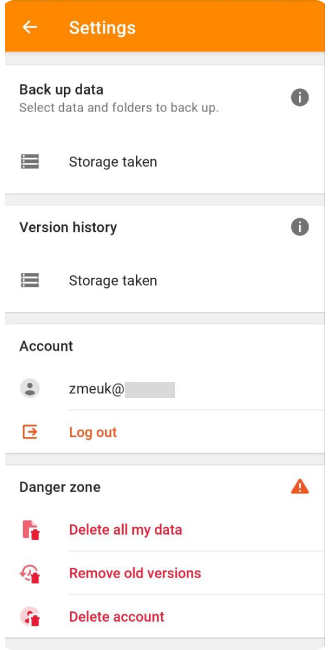 Settings
Back up data
Select data and folders to back up.
Storage taken
Version history
Storage taken
Account
zmeuk@
Log out
Danger zone
Delete all my data
Remove old versions
Delete account